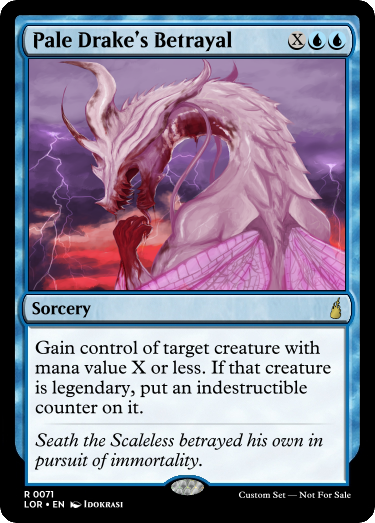 Pale Drake's Betrayal X
Sorcery
Gain control of target creature with
mana value X or less. If that creature
is legendary, put an indestructible
counter on it.
Seath the Scaleless betrayed his own in
pursuit of immortality.
R 0071
LOR • EN Idokrasi
Custom Set — Not For Sale